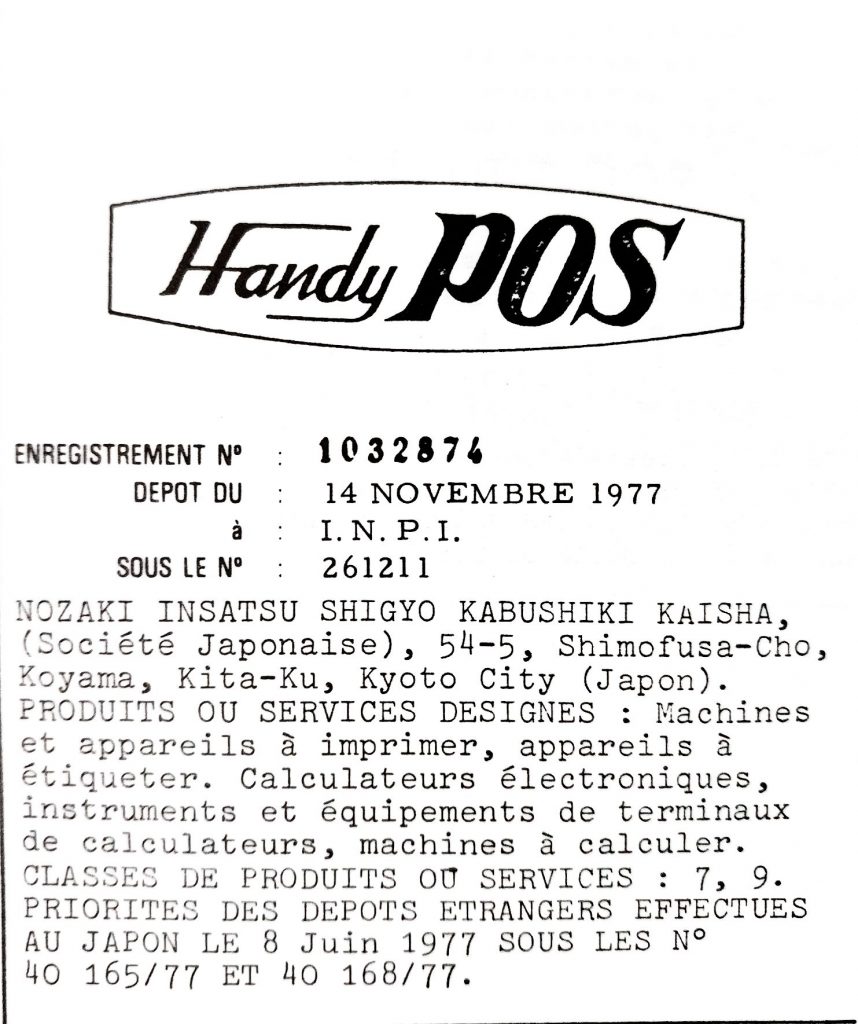 Handy POS
ENREGISTREMENT Nº : 1032874
DEPOT DU : 14 NOVEMBRE 1977
à : I.N.P.I.
SOUS LE Nº : 261211
NOZAKI INSATSU SHIGYO KABUSHIKI KAISHA,
(Société Japonaise), 54-5, Shimofusa-Cho,
Koyama, Kita-Ku, Kyoto City (Japon).
PRODUITS OU SERVICES DESIGNES : Machines
et appareils à imprimer, appareils à
étiqueter. Calculateurs électroniques,
instruments et équipements de terminaux
de calculateurs, machines à calculer.
CLASSES DE PRODUITS OU SERVICES : 7, 9.
PRIORITES DES DEPOTS ETRANGERS EFFECTUES
AU JAPON LE 8 Juin 1977 SOUS LES Nº
40 165/77 ET 40 168/77.